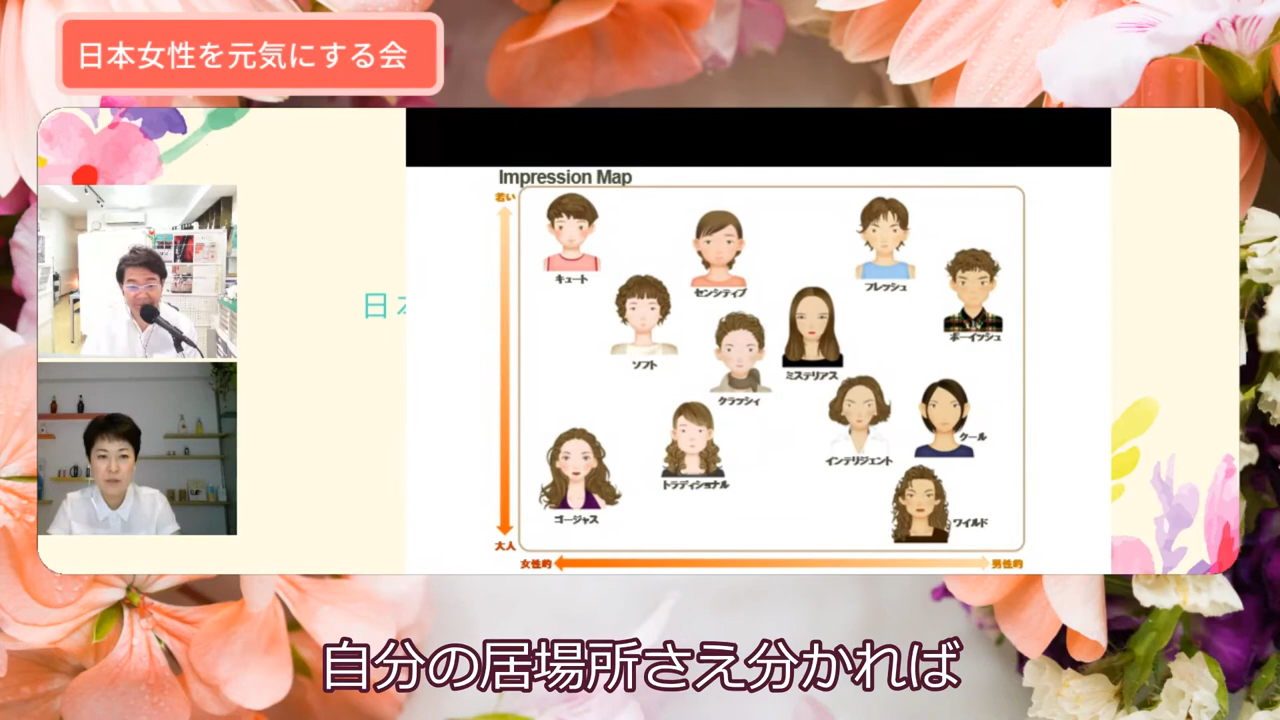 日本女性を元気にする会
日本
Impression Map
若い
キュート
センシティブ
フレッシュ
ボーイッシュ
ソフト
ミステリアス
クラッシィ
クール
インテリジェント
トラディショナル
ゴージャス
ワイルド
大人
女性的
男性的
自分の居場所さえ分かれば